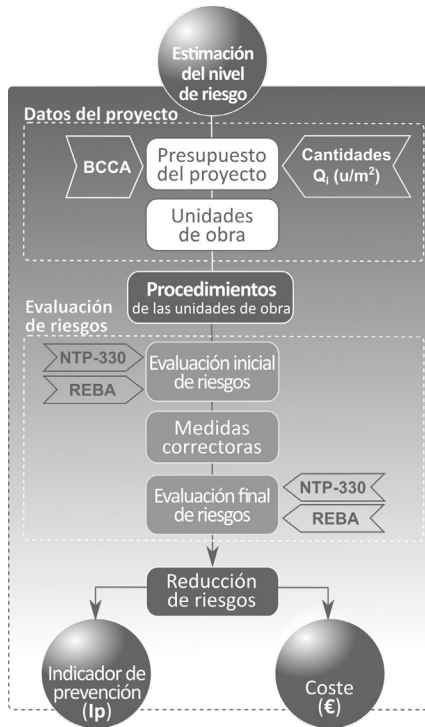 Estimación
del nivel
de riesgo
Datos del proyecto
BCCA
Presupuesto
del proyecto
Cantidades
Qi (u/m²)
Unidades
de obra
Procedimientos
de las unidades de obra
Evaluación
de riesgos
NTP-330
REBA
Evaluación inicial
de riesgos
Medidas
correctoras
Evaluación final
de riesgos
NTP-330
REBA
Reducción
de riesgos
Indicador de
prevención
(Ip)
Coste
(€)